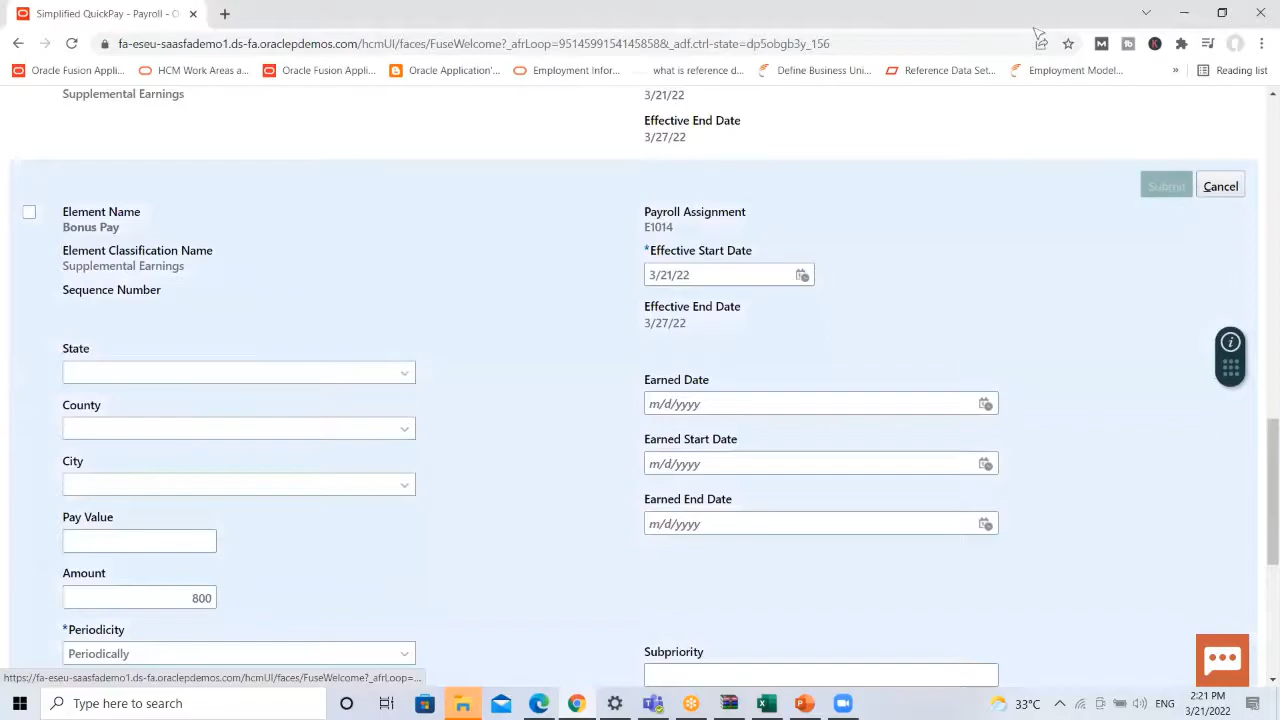 Simplified QuickPay - Payroll - O
fa-eseu-saasfademo1.ds-fa.oraclepdemos.com/hcmUI/faces/FuseWelcome?_afrLoop=9514599154145858&_adf.ctrl-state=dp5obgb3y_156
Oracle Fusion Appli... HCM Work Areas a... Oracle Fusion Appli... Oracle Application'... Employment Infor... what is reference d... Define Business Uni... Reference Data Set... Employment Model... » Reading list
Supplemental Earnings
3/21/22
Effective End Date
3/27/22
Submit Cancel
Element Name
Bonus Pay
Payroll Assignment
E1014
Element Classification Name
Supplemental Earnings
*Effective Start Date
3/21/22
Sequence Number
Effective End Date
3/27/22
State
Earned Date
m/d/yyyy
County
Earned Start Date
m/d/yyyy
City
Earned End Date
m/d/yyyy
Pay Value
Amount
800
*Periodicity
Periodically
Subpriority
https://fa-eseu-saasfademo1.ds-fa.oraclepdemos.com/hcmUI/faces/FuseWelcome?_afrLoop=...
Type here to search
33°C
ENG
2:21 PM
3/21/2022